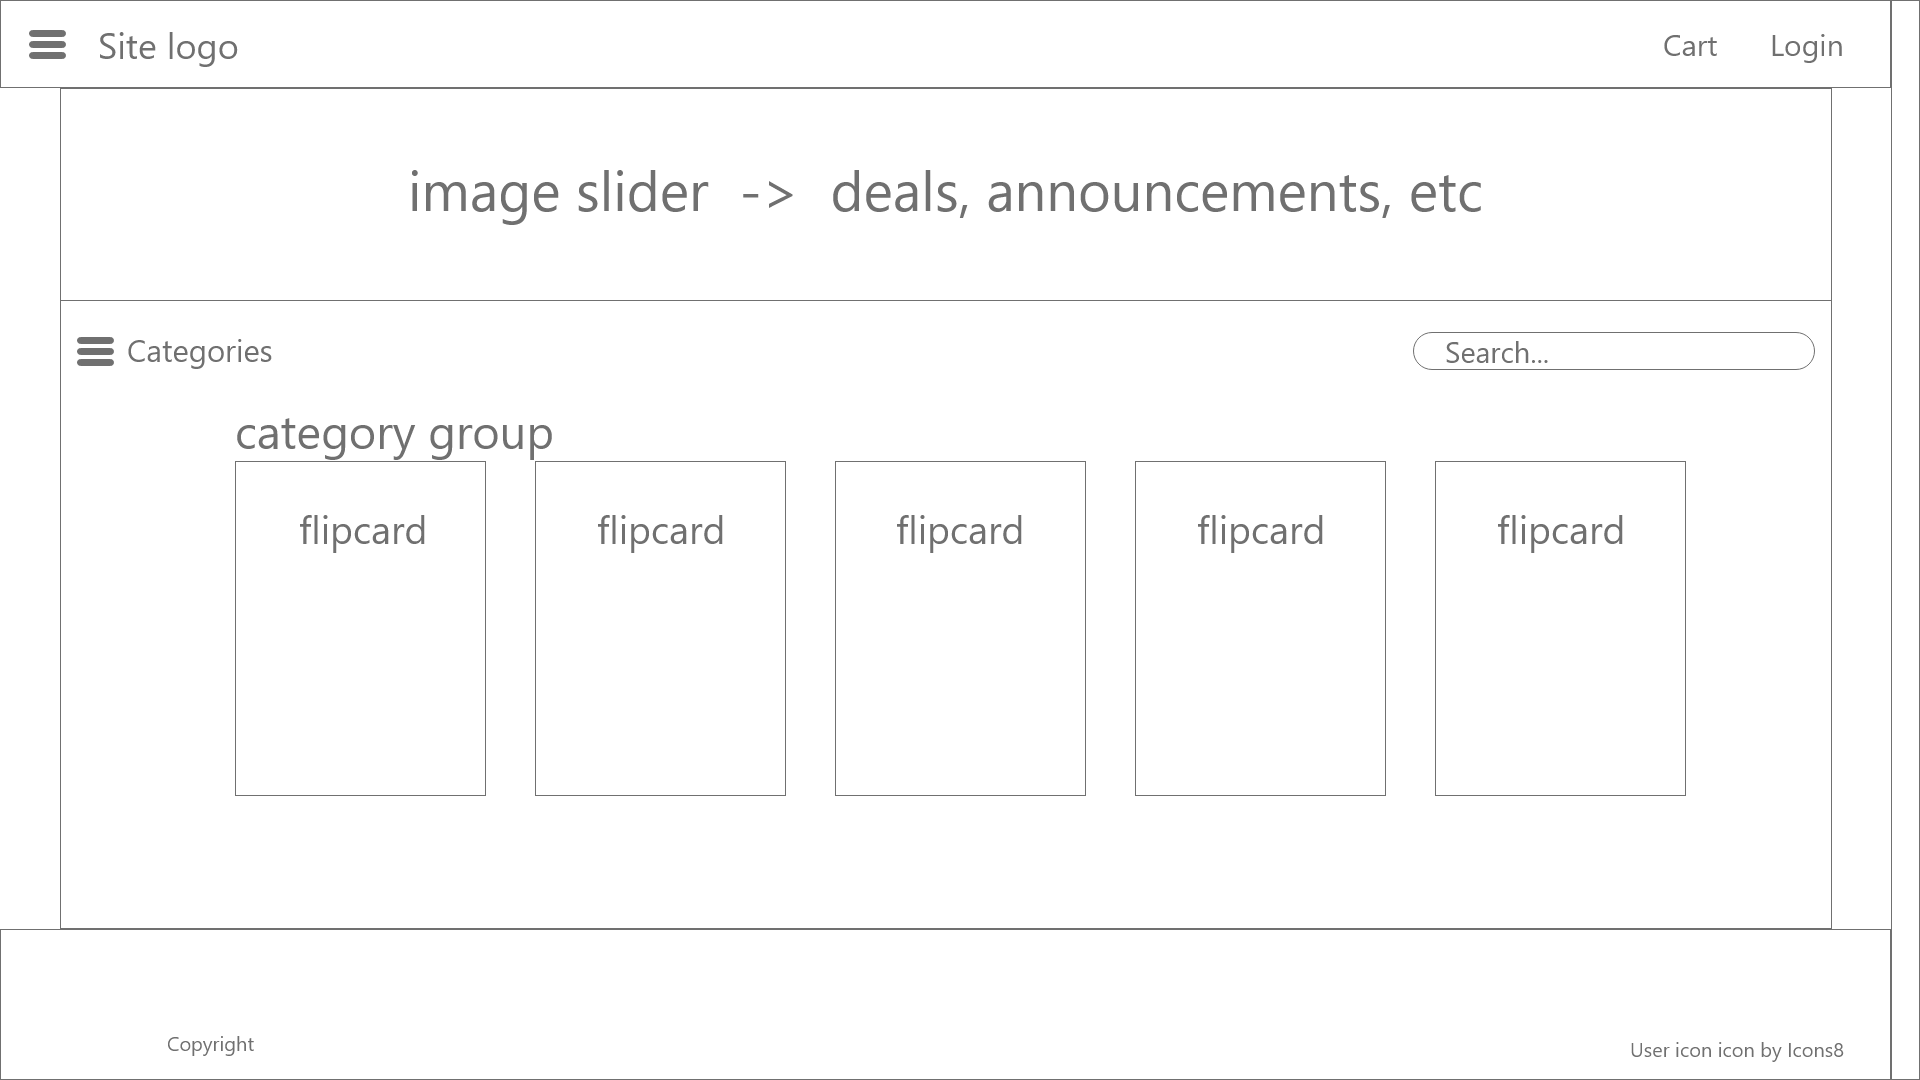 Site logo
Cart
Login
image slider -> deals, announcements, etc
Categories
Search...
category group
flipcard
flipcard
flipcard
flipcard
flipcard
Copyright
User icon icon by Icons8